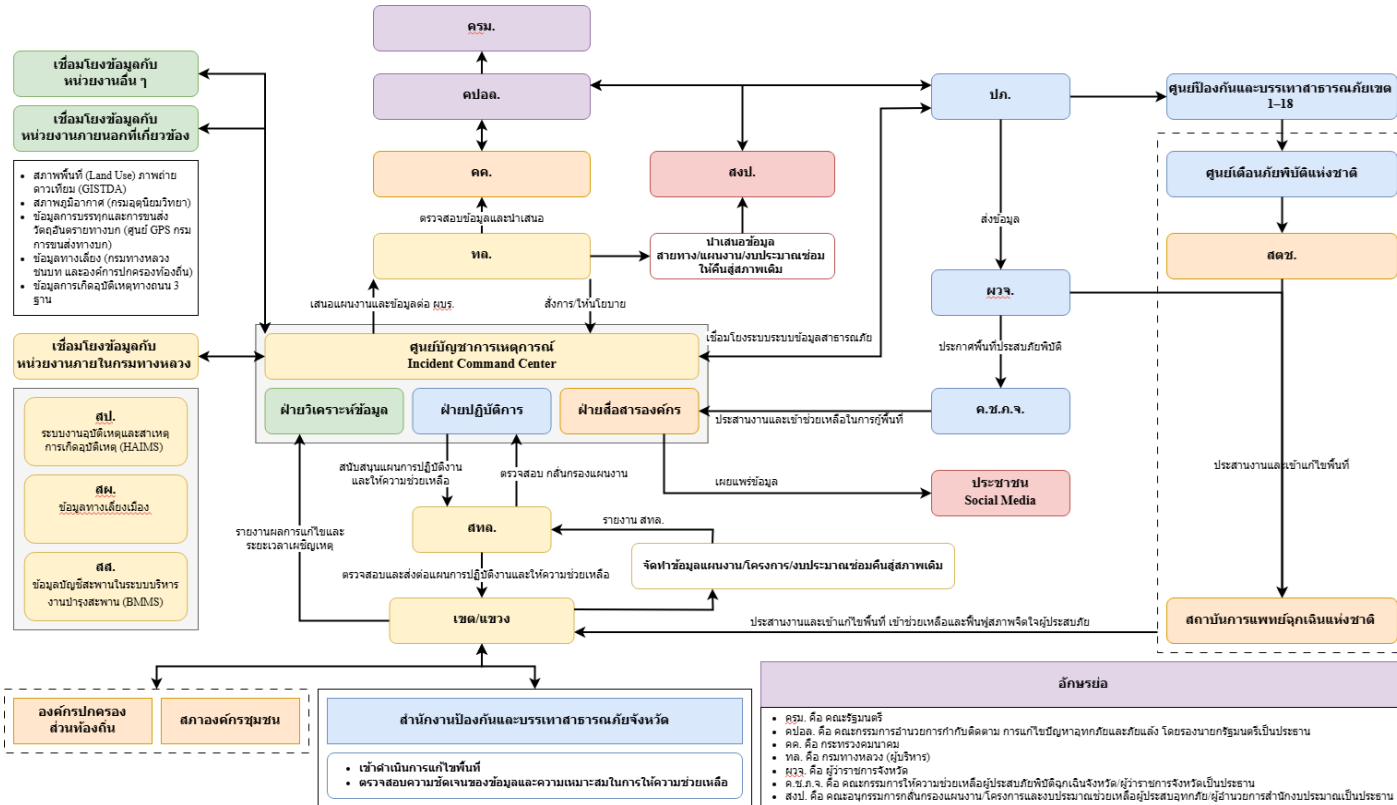 ครม.
เชื่อมโยงข้อมูลกับ
หน่วยงานอื่น ๆ
คปอล.
ปภ.
ศูนย์ป้องกันและบรรเทาสาธารณภัยเขต
1–18
เชื่อมโยงข้อมูลกับ
หน่วยงานภายนอกที่เกี่ยวข้อง
คค.
สงป.
ศูนย์เตือนภัยพิบัติแห่งชาติ
สภาพพื้นที่ (Land Use) ภาพถ่าย
ดาวเทียม (GISTDA)
สภาพภูมิอากาศ (กรมอุตุนิยมวิทยา)
ข้อมูลการบรรทุกและการขนส่ง
วัตถุอันตรายทางบก (ศูนย์ GPS กรม
การขนส่งทางบก)
ข้อมูลทางเลี่ยง (กรมทางหลวง
ชนบท และองค์การปกครองท้องถิ่น)
ข้อมูลการเกิดอุบัติเหตุทางถนน 3
ฐาน
ตรวจสอบข้อมูลและนำเสนอ
ส่งข้อมูล
ทล.
นำเสนอข้อมูล
สายทาง/แผนงาน/งบประมาณซ่อม
ให้คืนสู่สภาพเดิม
สตช.
ผวจ.
เสนอแผนงานและข้อมูลต่อ ผบร.
สั่งการ/ให้นโยบาย
เชื่อมโยงระบบระบบข้อมูลสาธารณภัย
ประกาศพื้นที่ประสบภัยพิบัติ
เชื่อมโยงข้อมูลกับ
หน่วยงานภายในกรมทางหลวง
ศูนย์บัญชาการเหตุการณ์
Incident Command Center
ฝ่ายวิเคราะห์ข้อมูล
ฝ่ายปฏิบัติการ
ฝ่ายสื่อสารองค์กร
ประสานงานและเข้าช่วยเหลือในการกู้พื้นที่
ค.ช.ภ.จ.
สป.
ระบบงานอุบัติเหตุและสาเหตุ
การเกิดอุบัติเหตุ (HAIMS)
สนับสนุนแผนการปฏิบัติงาน
และให้ความช่วยเหลือ
ตรวจสอบ กลั่นกรองแผนงาน
ประสานงานและเข้าแก้ไขพื้นที่
เผยแพร่ข้อมูล
ประชาชน
Social Media
สผ.
ข้อมูลทางเลี่ยงเมือง
รายงานผลการแก้ไขและ
ระยะเวลาเผชิญเหตุ
สทล.
รายงาน สทล.
จัดทำข้อมูลแผนงาน/โครงการ/งบประมาณซ่อมคืนสู่สภาพเดิม
สส.
ข้อมูลบัญชีสะพานในระบบบริหาร
งานบำรุงสะพาน (BMMS)
ตรวจสอบและส่งต่อแผนการปฏิบัติงานและให้ความช่วยเหลือ
เขต/แขวง
ประสานงานและเข้าแก้ไขพื้นที่ เข้าช่วยเหลือและฟื้นฟูสภาพจิตใจผู้ประสบภัย
สถาบันการแพทย์ฉุกเฉินแห่งชาติ
องค์กรปกครอง
ส่วนท้องถิ่น
สภาองค์กรชุมชน
สำนักงานป้องกันและบรรเทาสาธารณภัยจังหวัด
เข้าดำเนินการแก้ไขพื้นที่
ตรวจสอบความชัดเจนของข้อมูลและความเหมาะสมในการให้ความช่วยเหลือ
อักษรย่อ
ครม. คือ คณะรัฐมนตรี
คปอล. คือ คณะกรรมการอำนวยการกำกับติดตาม การแก้ไขปัญหาอุทกภัยและภัยแล้ง โดยรองนายกรัฐมนตรีเป็นประธาน
คค. คือ กระทรวงคมนาคม
ทล. คือ กรมทางหลวง (ผู้บริหาร)
ผวจ. คือ ผู้ว่าราชการจังหวัด
ค.ช.ภ.จ. คือ คณะกรรมการให้ความช่วยเหลือผู้ประสบภัยพิบัติฉุกเฉินจังหวัด/ผู้ว่าราชการจังหวัดเป็นประธาน
สงป. คือ คณะอนุกรรมการกลั่นกรองแผนงาน/โครงการและงบประมาณช่วยเหลือผู้ประสบอุทกภัย/ผู้อำนวยการสำนักงบประมาณเป็นประธาน